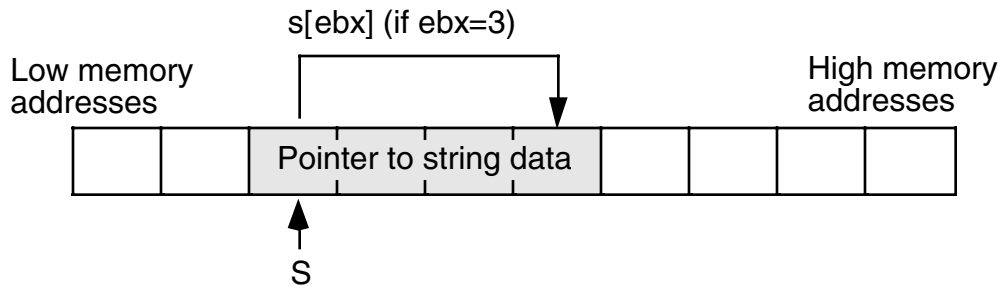 s[ebx] (if ebx=3)
Low memory
addresses
High memory
addresses
Pointer to string data
S